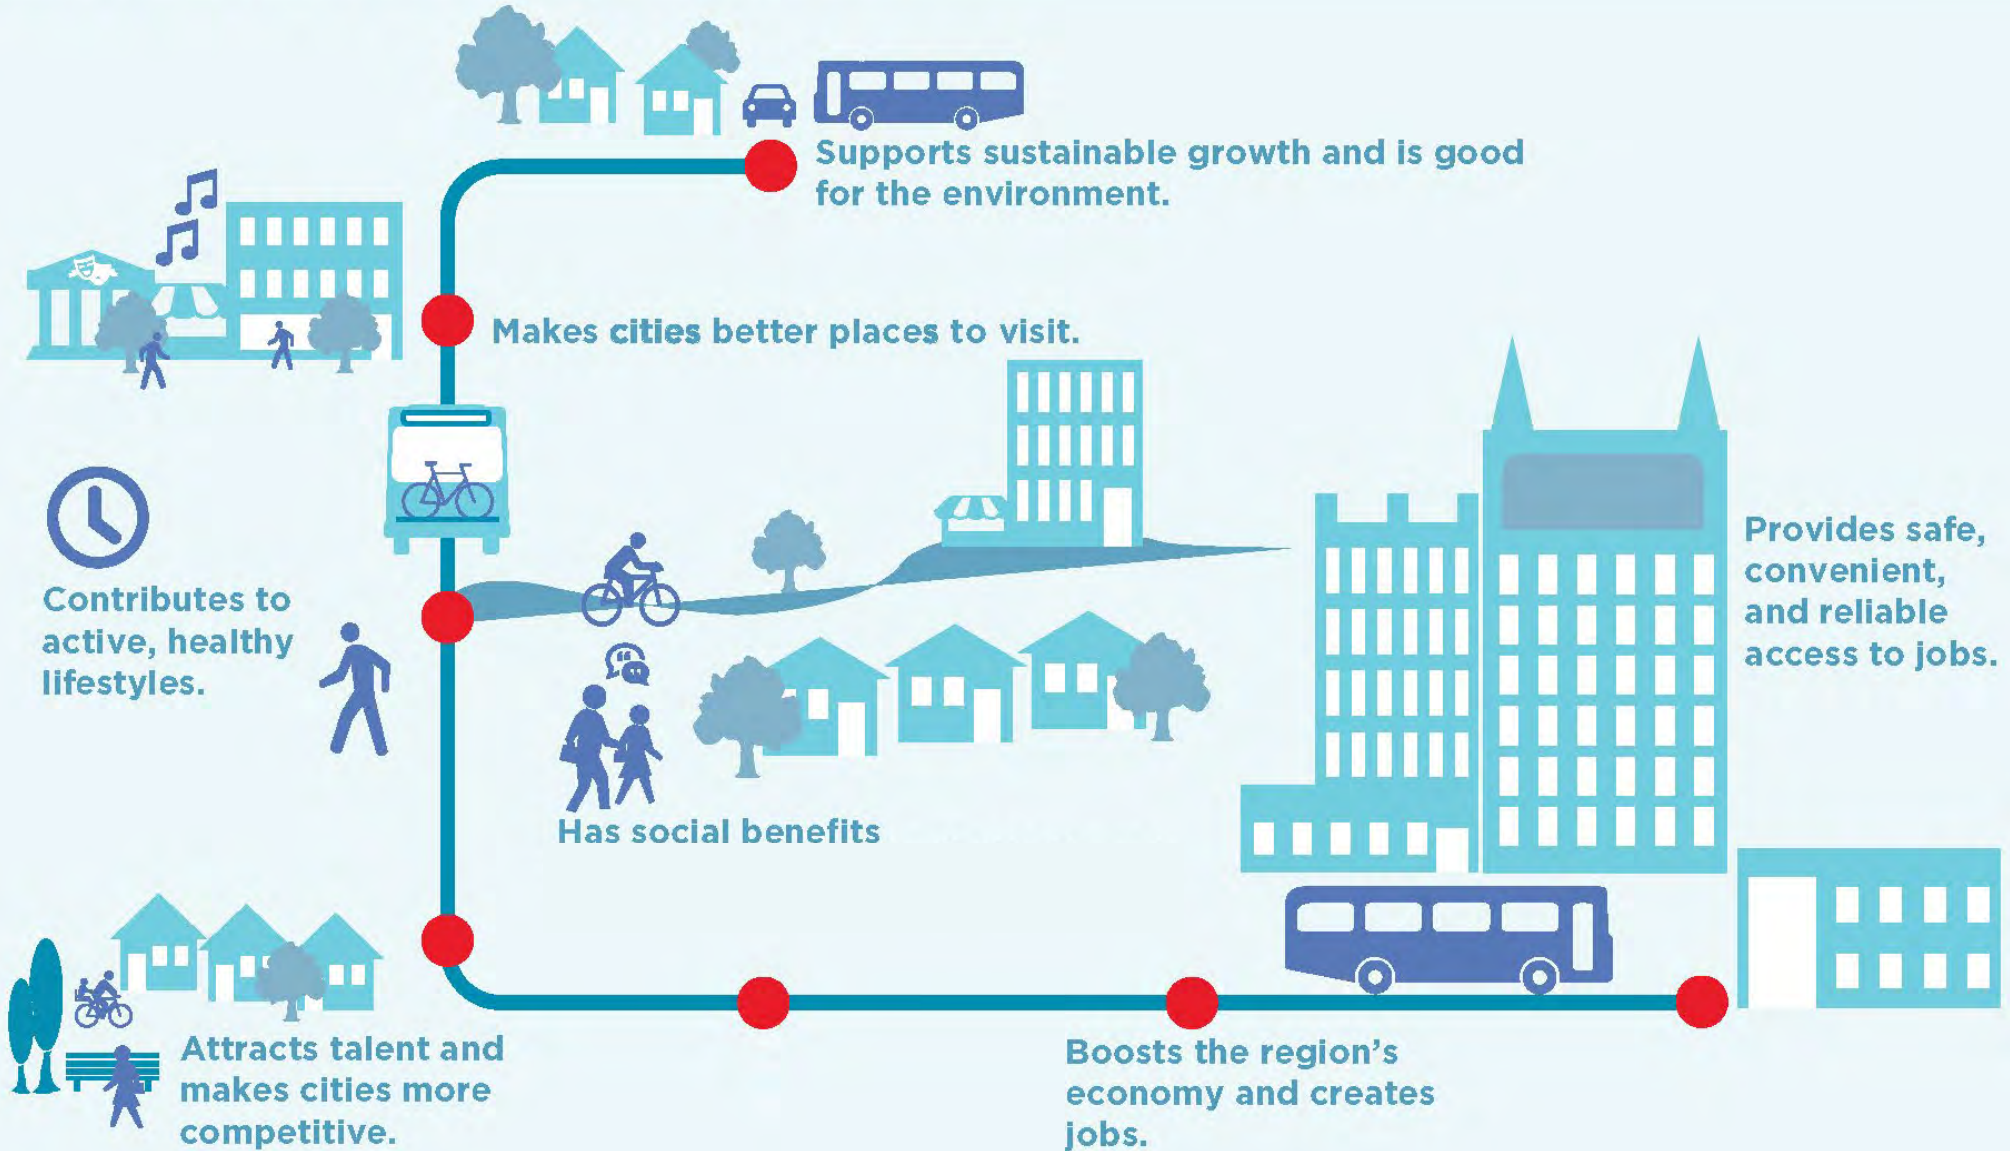 Supports sustainable growth and is good
for the environment.
Makes cities better places to visit.
Contributes to
active, healthy
lifestyles.
Provides safe,
convenient,
and reliable
access to jobs.
Has social benefits
Attracts talent and
makes cities more
competitive.
Boosts the region's
economy and creates
jobs.